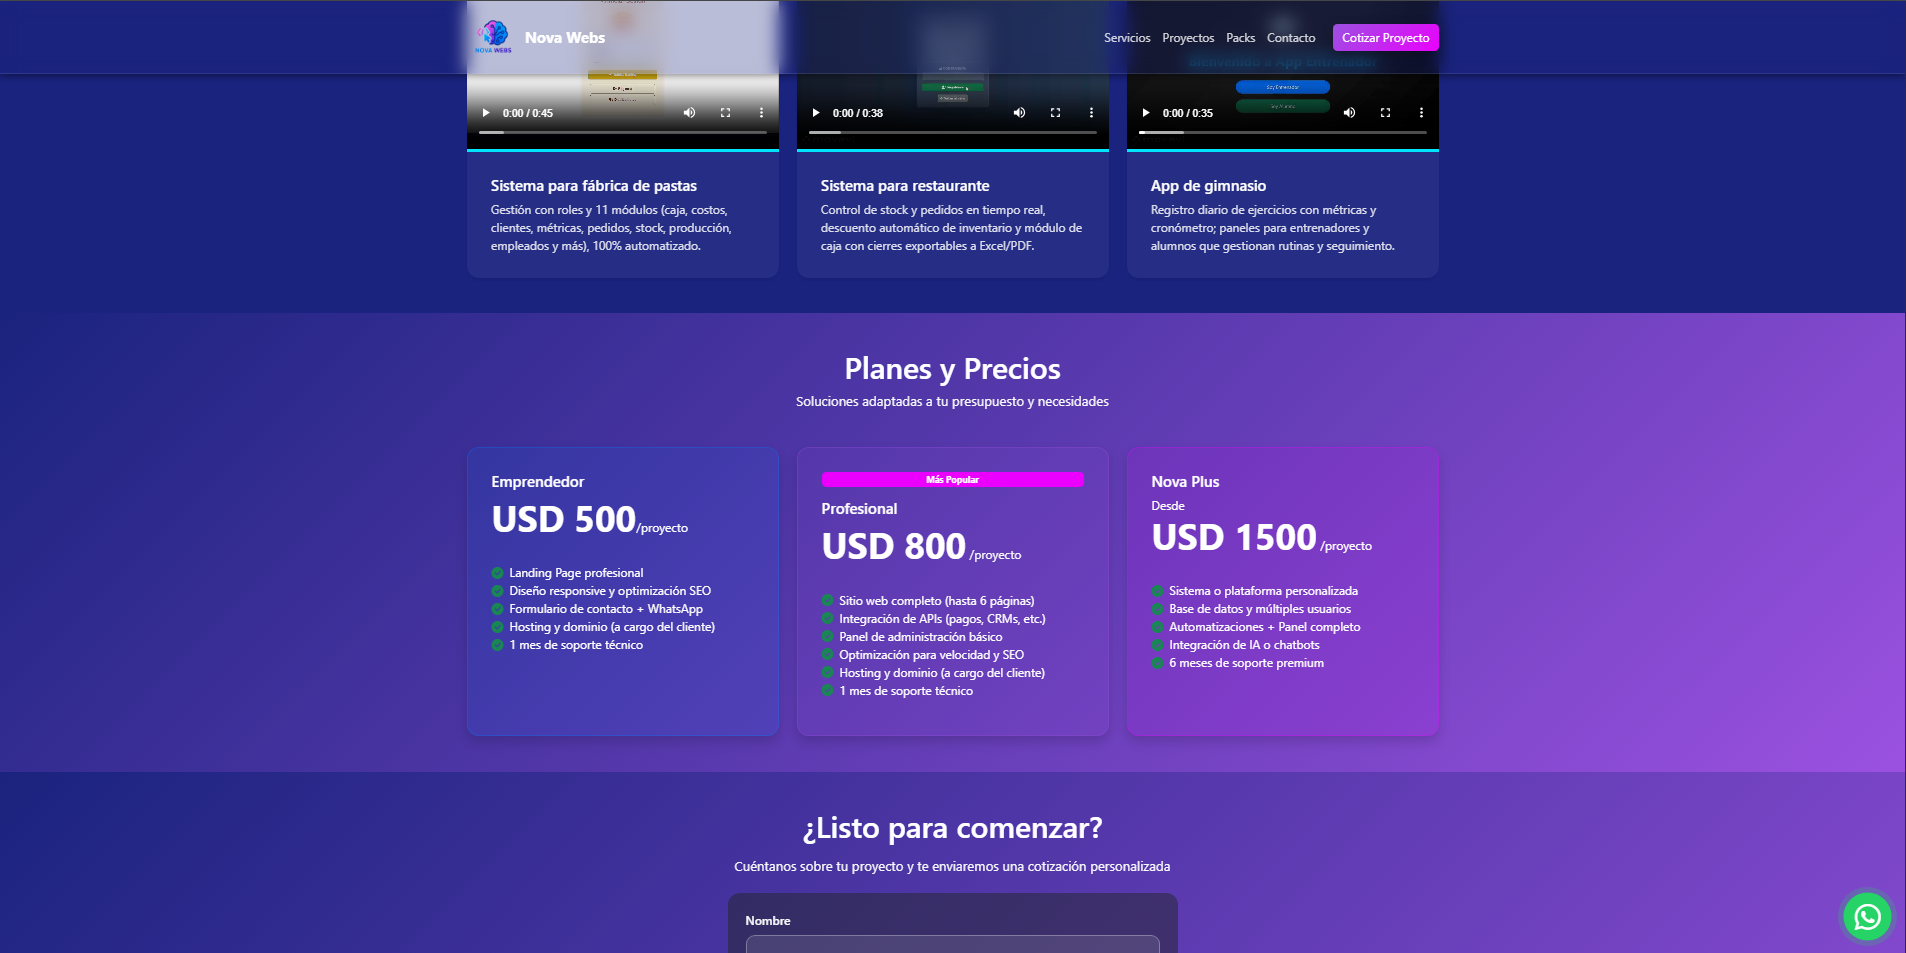 NOVA WEBS
Nova Webs
Servicios
Proyectos
Packs
Contacto
Cotizar Proyecto
Bienvenido a App Entrenador
Soy Entrenador
Soy Alumno
0:00 / 0:45
0:00 / 0:38
0:00 / 0:35
Sistema para fábrica de pastas
Gestión con roles y 11 módulos (caja, costos,
clientes, métricas, pedidos, stock, producción,
empleados y más), 100% automatizado.
Sistema para restaurante
Control de stock y pedidos en tiempo real,
descuento automático de inventario y módulo de
caja con cierres exportables a Excel/PDF.
App de gimnasio
Registro diario de ejercicios con métricas y
cronómetro; paneles para entrenadores y
alumnos que gestionan rutinas y seguimiento.
Planes y Precios
Soluciones adaptadas a tu presupuesto y necesidades
Emprendedor
USD 500/proyecto
Landing Page profesional
Diseño responsive y optimización SEO
Formulario de contacto + WhatsApp
Hosting y dominio (a cargo del cliente)
1 mes de soporte técnico
Más Popular
Profesional
USD 800 /proyecto
Sitio web completo (hasta 6 páginas)
Integración de APIs (pagos, CRMs, etc.)
Panel de administración básico
Optimización para velocidad y SEO
Hosting y dominio (a cargo del cliente)
1 mes de soporte técnico
Nova Plus
Desde
USD 1500 /proyecto
Sistema o plataforma personalizada
Base de datos y múltiples usuarios
Automatizaciones + Panel completo
Integración de IA o chatbots
6 meses de soporte premium
¿Listo para comenzar?
Cuéntanos sobre tu proyecto y te enviaremos una cotización personalizada
Nombre